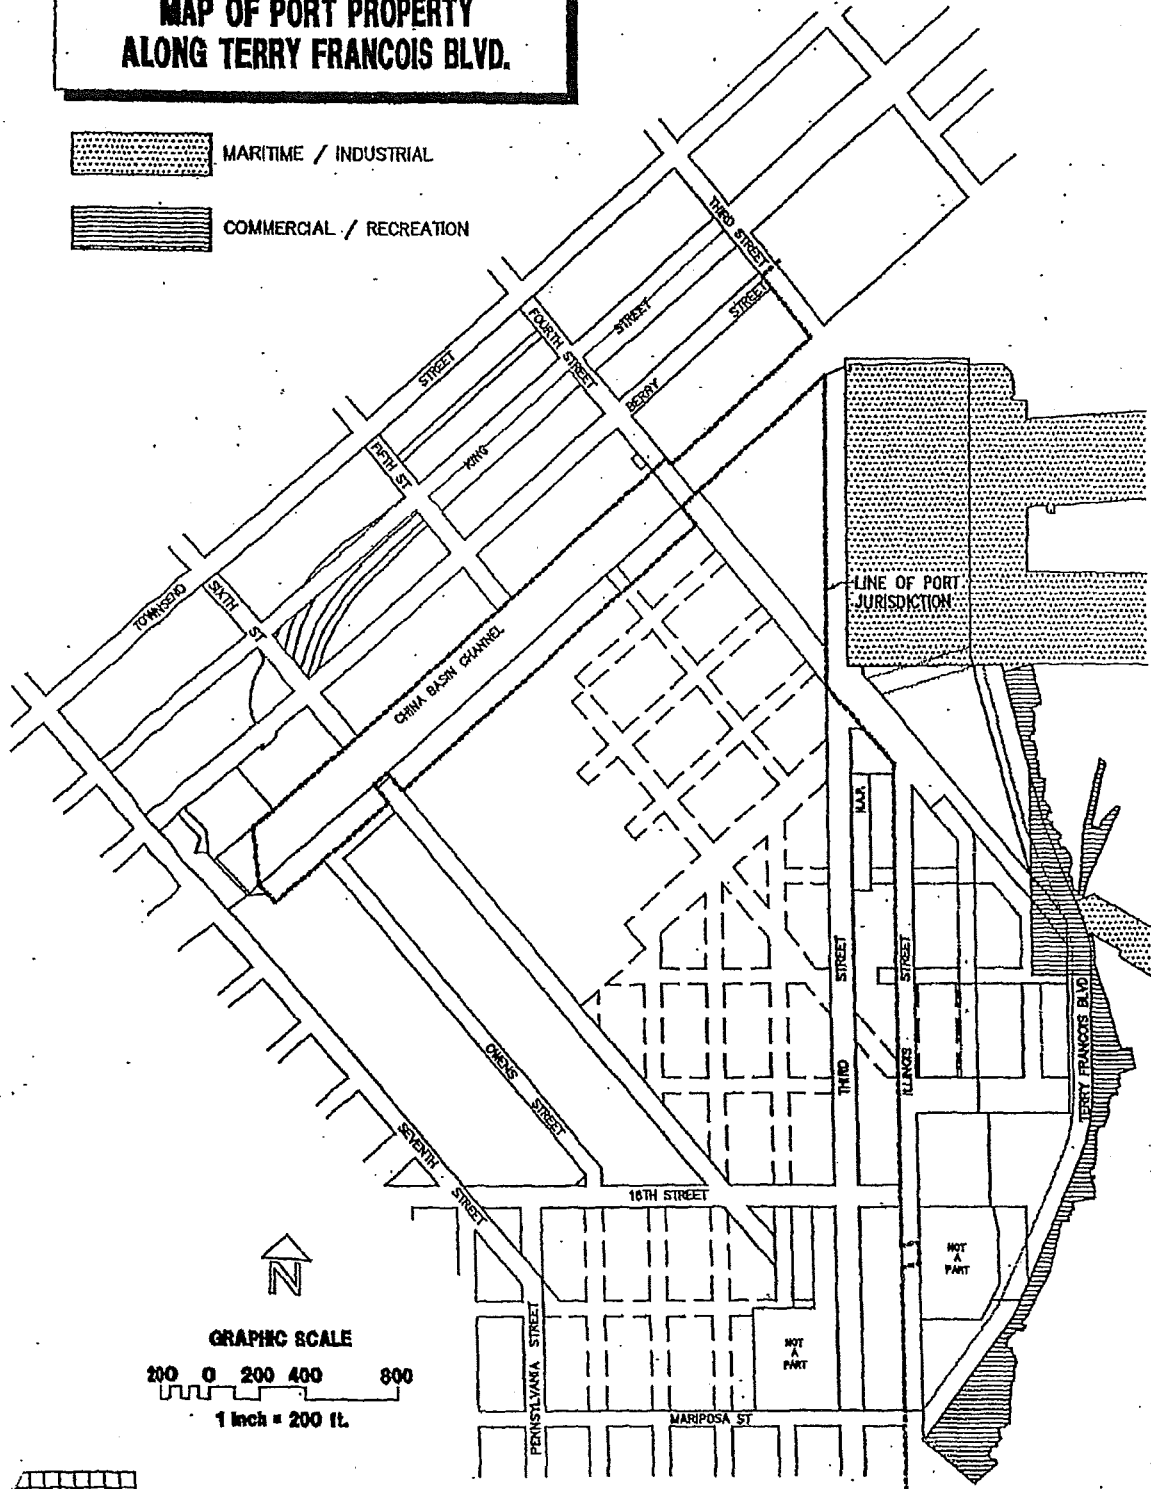 MAP OF PORT PROPERTY
ALONG TERRY FRANCOIS BLVD.
MARITIME / INDUSTRIAL
COMMERCIAL / RECREATION
THIRD STREET
STREET
FOURTH STREET
STREET
STREET
BERRY
FIFTH ST
KING
LINE OF PORT
JURISDICTION
TOWNSEND
SIXTH
ST
CHINA BASIN CHANNEL
N.A.P.
STREET
STREET
TERRY FRANCOIS BLVD
OWENS
STREET
THIRD
ILLINOIS
SEVENTH
STREET
16TH STREET
NOT
A
PART
N
GRAPHIC SCALE
200 0 200 400 800
1 inch = 200 ft.
PENNSYLVANIA STREET
NOT
A
PART
MARIPOSA ST